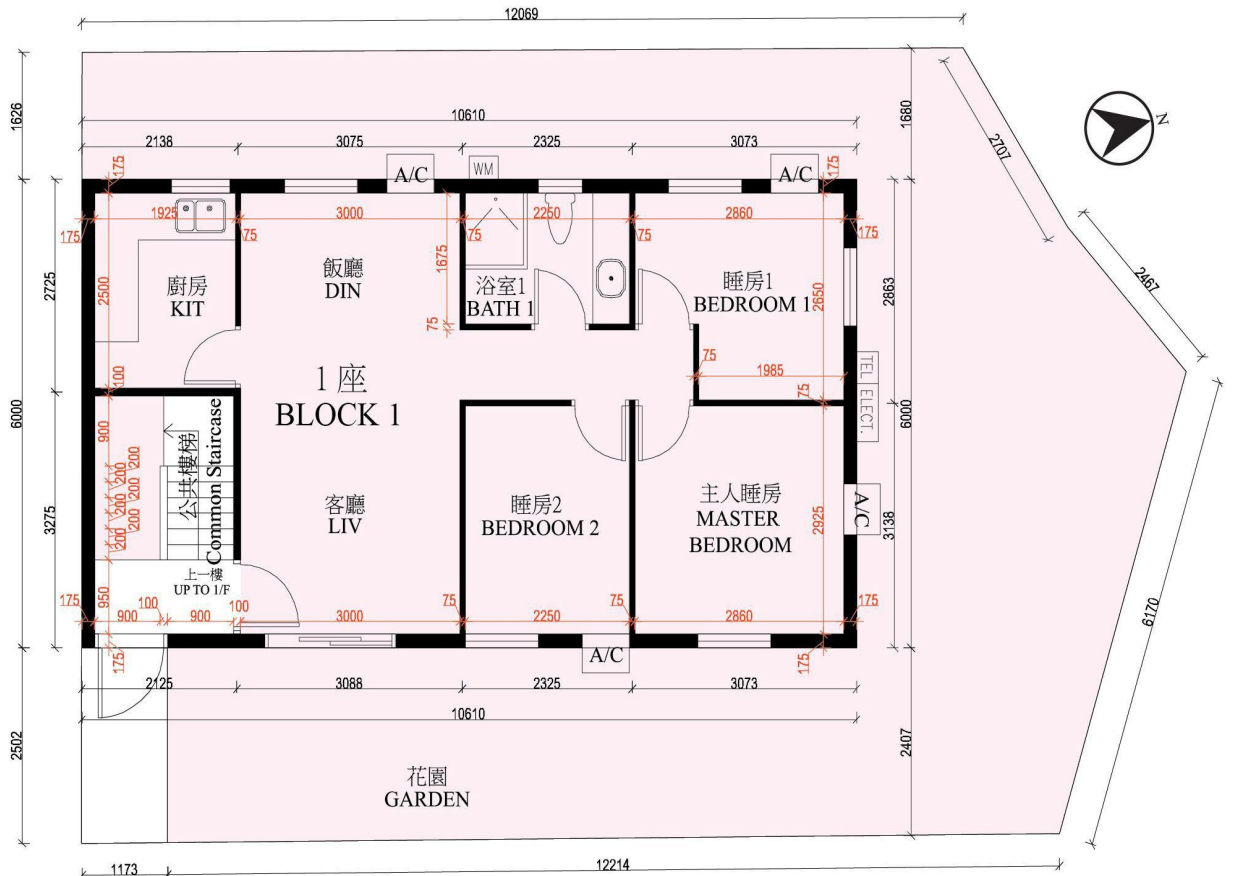 12069
1626
1680
2707
N
10610
2138
3075
2325
3073
175
A/C
WM
A/C
175
1925
3000
2250
2860
175
75
75
75
175
1675
2467
2725
2500
廚房
KIT
飯廳
DIN
浴室1
BATH 1
睡房1
BEDROOM 1
2650
2863
75
75
1985
75
TEL
ELECT.
100
1 座
BLOCK 1
6000
6000
900
公共樓梯
Common Staircase
200
200
200
200
200
200
3275
客廳
LIV
睡房2
BEDROOM 2
主人睡房
MASTER
BEDROOM
2925
A/C
3138
上一樓
UP TO 1/F
950
175
900
100
900
100
3000
75
2250
75
2860
175
6170
175
A/C
175
2125
3088
2325
3073
10610
2502
2407
花園
GARDEN
1173
12214